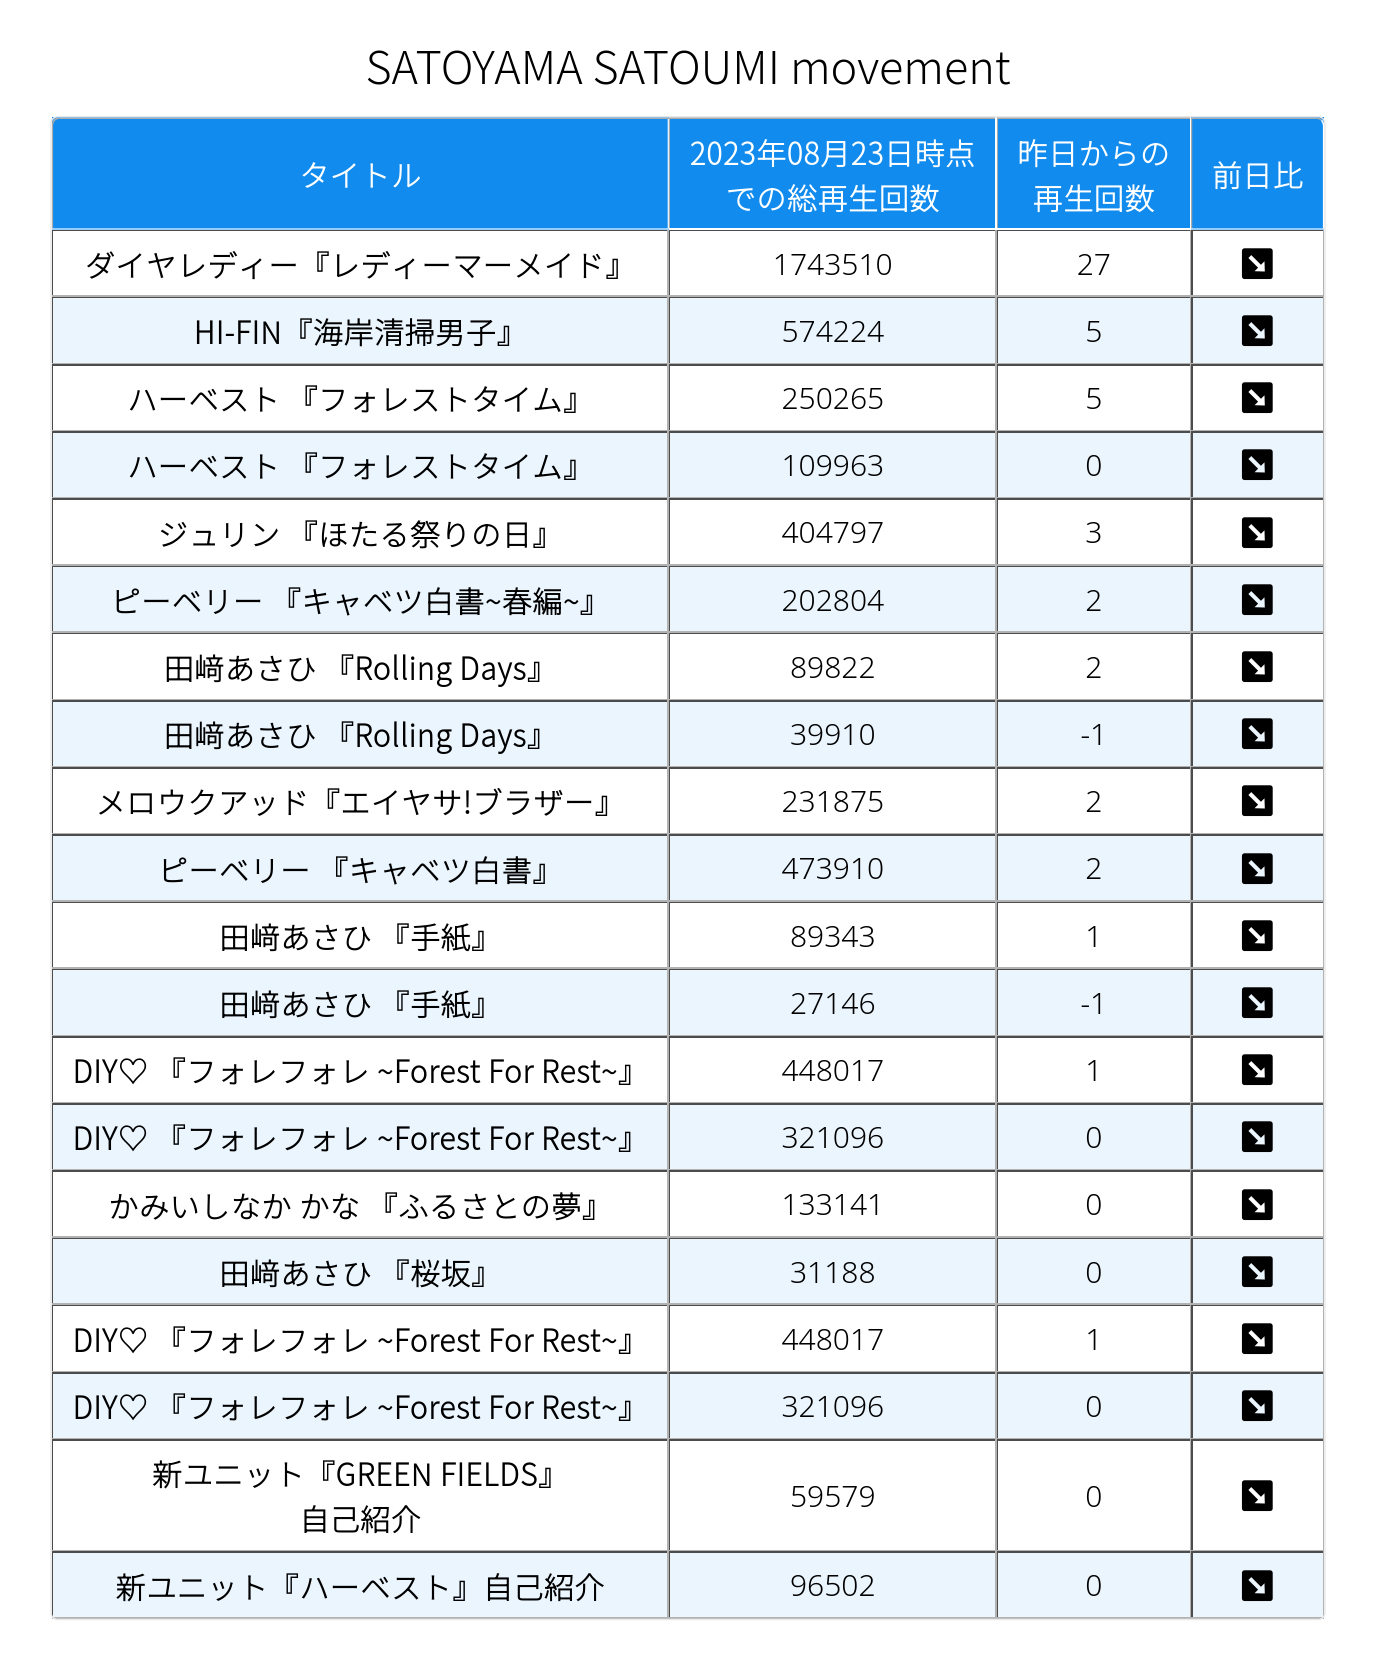 SATOYAMA SATOUMI movement
タイトル 2023年08月23日時点 昨日からの 前日比
での総再生回数 再生回数
ダイヤレディー『レディーマーメイド』 1743510 27 ↘
HI-FIN『海岸清掃男子』 574224 5 ↘
ハーベスト 『フォレストタイム』 250265 5 ↘
ハーベスト 『フォレストタイム』 109963 0 ↘
ジュリン 『ほたる祭りの日』 404797 3 ↘
ピーベリー 『キャベツ白書~春編~』 202804 2 ↘
田﨑あさひ 『Rolling Days』 89822 2 ↘
田﨑あさひ 『Rolling Days』 39910 -1 ↘
メロウクアッド『エイヤサ!ブラザー』 231875 2 ↘
ピーベリー 『キャベツ白書』 473910 2 ↘
田﨑あさひ 『手紙』 89343 1 ↘
田﨑あさひ 『手紙』 27146 -1 ↘
DIY♡ 『フォレフォレ ~Forest For Rest~』 448017 1 ↘
DIY♡ 『フォレフォレ ~Forest For Rest~』 321096 0 ↘
かみいしなか かな 『ふるさとの夢』 133141 0 ↘
田﨑あさひ 『桜坂』 31188 0 ↘
DIY♡ 『フォレフォレ ~Forest For Rest~』 448017 1 ↘
DIY♡ 『フォレフォレ ~Forest For Rest~』 321096 0 ↘
新ユニット『GREEN FIELDS』
自己紹介 59579 0 ↘
新ユニット『ハーベスト』自己紹介 96502 0 ↘